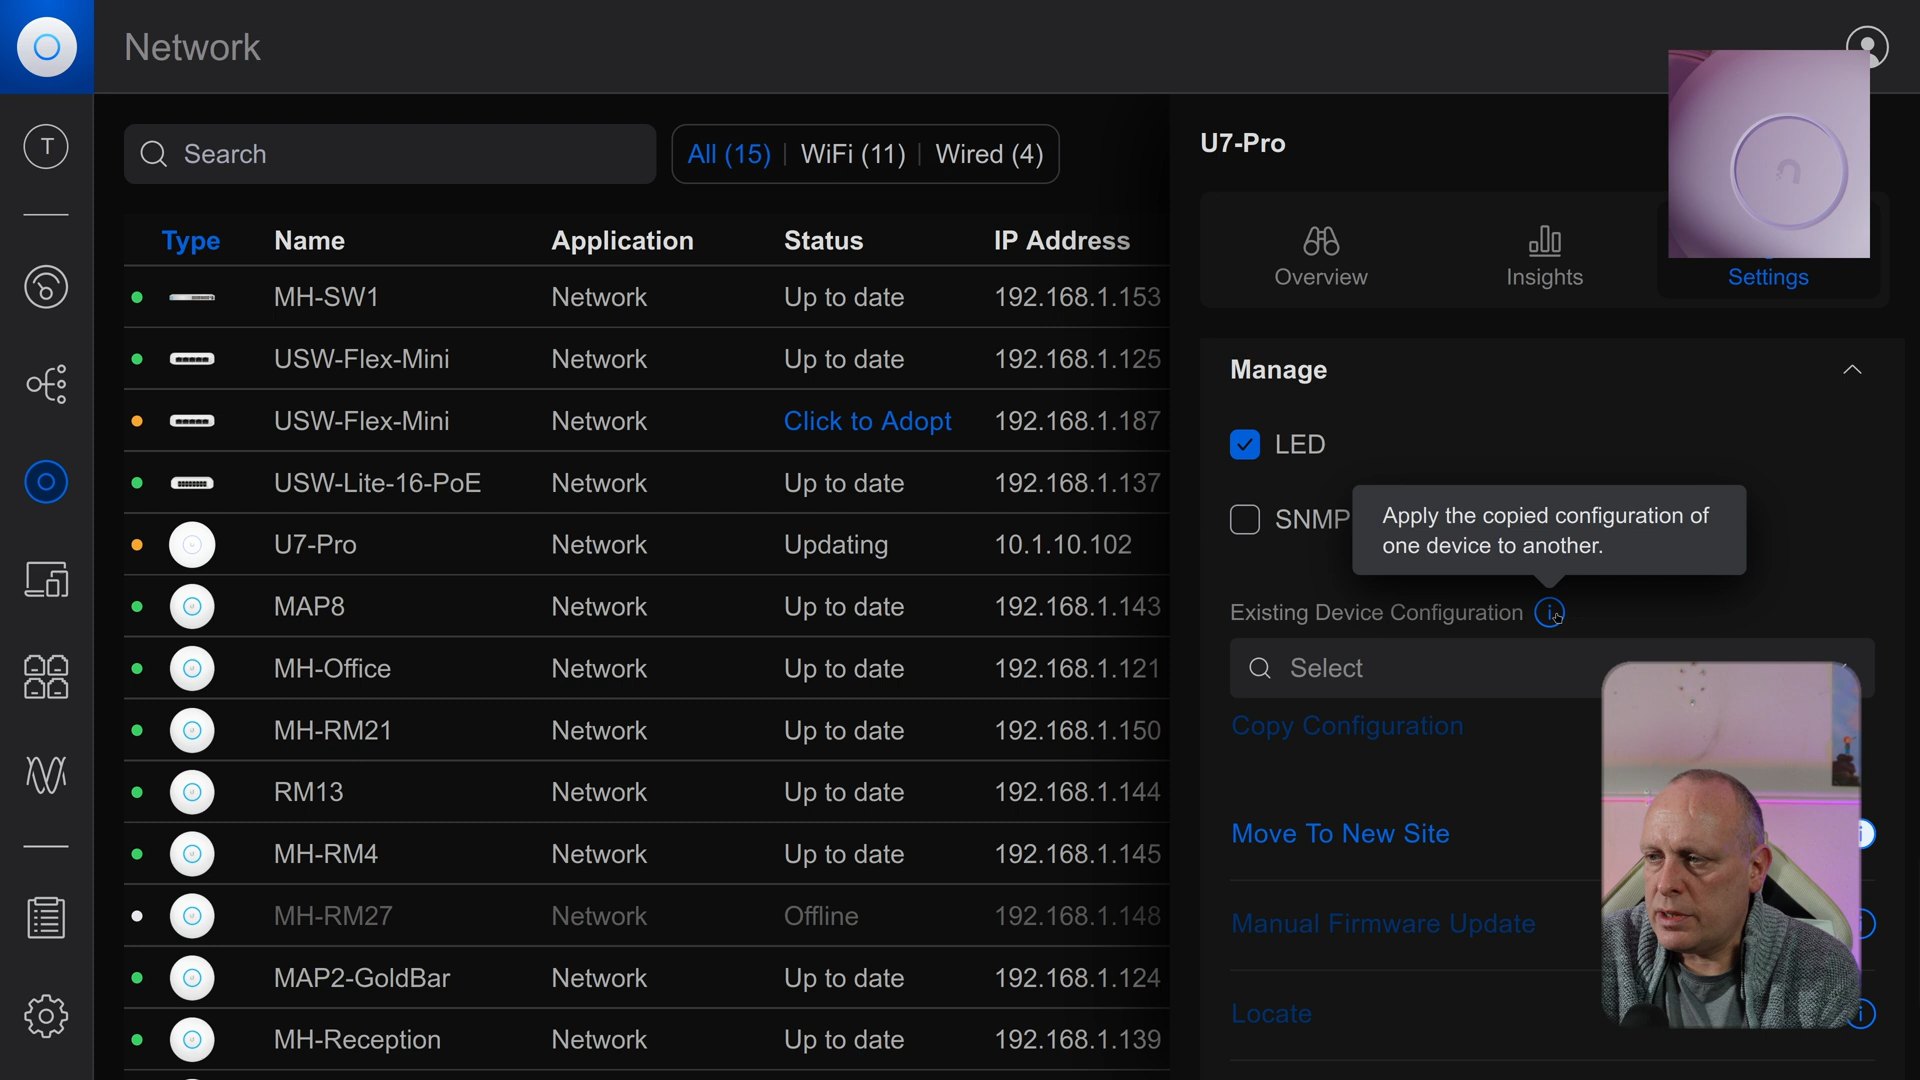 Network
T
Search
All (15) WiFi (11) Wired (4)
Type Name Application Status IP Address
MH-SW1 Network Up to date 192.168.1.153
USW-Flex-Mini Network Up to date 192.168.1.125
USW-Flex-Mini Network Click to Adopt 192.168.1.187
USW-Lite-16-PoE Network Up to date 192.168.1.137
U7-Pro Network Updating 10.1.10.102
MAP8 Network Up to date 192.168.1.143
MH-Office Network Up to date 192.168.1.121
MH-RM21 Network Up to date 192.168.1.150
RM13 Network Up to date 192.168.1.144
MH-RM4 Network Up to date 192.168.1.145
MH-RM27 Network Offline 192.168.1.148
MAP2-GoldBar Network Up to date 192.168.1.124
MH-Reception Network Up to date 192.168.1.139
U7-Pro
Overview Insights Settings
Manage
LED
SNMP
Apply the copied configuration of
one device to another.
Existing Device Configuration
Select
Copy Configuration
Move To New Site
Manual Firmware Update
Locate